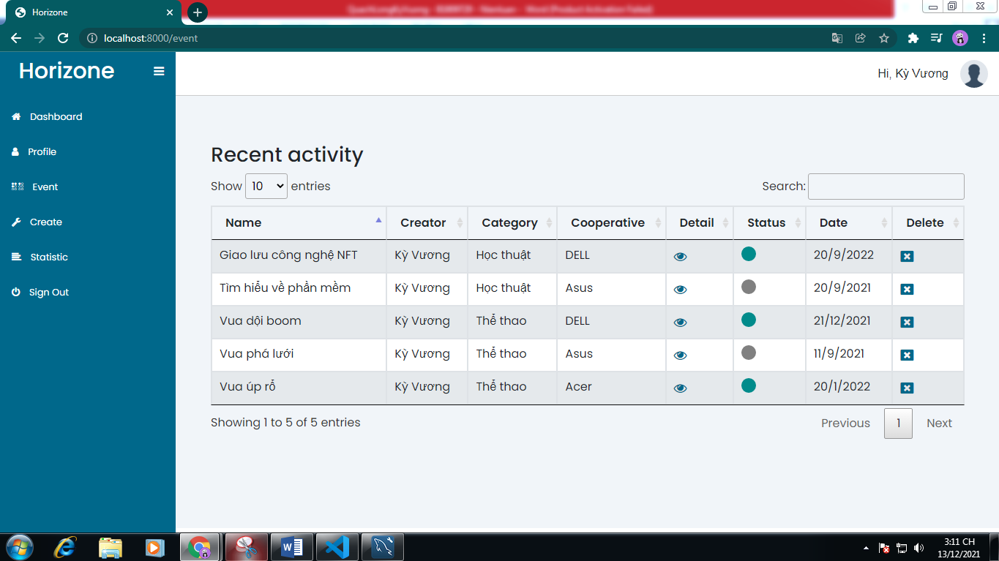 Horizone
localhost:8000/event
Horizone
Hi, Kỳ Vương
Dashboard
Profile
Event
Create
Statistic
Sign Out
Recent activity
Show 10 entries
Search:
Name Creator Category Cooperative Detail Status Date Delete
Giao lưu công nghệ NFT Kỳ Vương Học thuật DELL 20/9/2022
Tìm hiểu về phần mềm Kỳ Vương Học thuật Asus 20/9/2021
Vua dội boom Kỳ Vương Thể thao DELL 21/12/2021
Vua phá lưới Kỳ Vương Thể thao Asus 11/9/2021
Vua úp rổ Kỳ Vương Thể thao Acer 20/1/2022
Showing 1 to 5 of 5 entries
Previous 1 Next
3:11 CH
13/12/2021